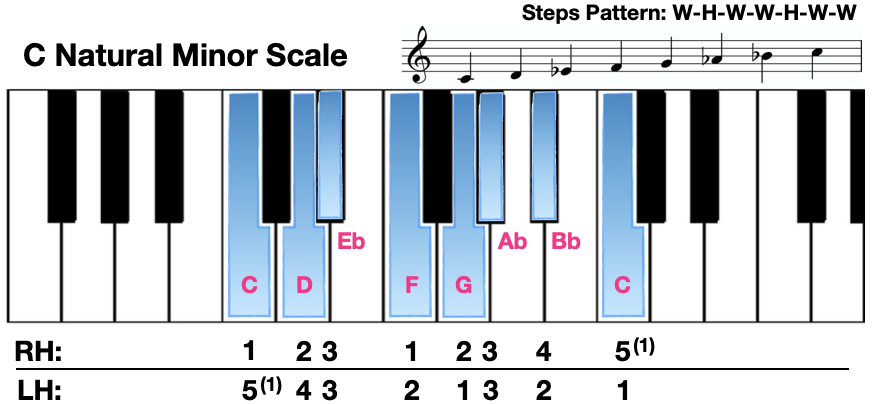 Steps Pattern: W-H-W-W-H-W-W
C Natural Minor Scale
Eb Ab Bb
C D F G C
RH: 1 2 3 1 2 3 4 5(1)
LH: 5(1) 4 3 2 1 3 2 1